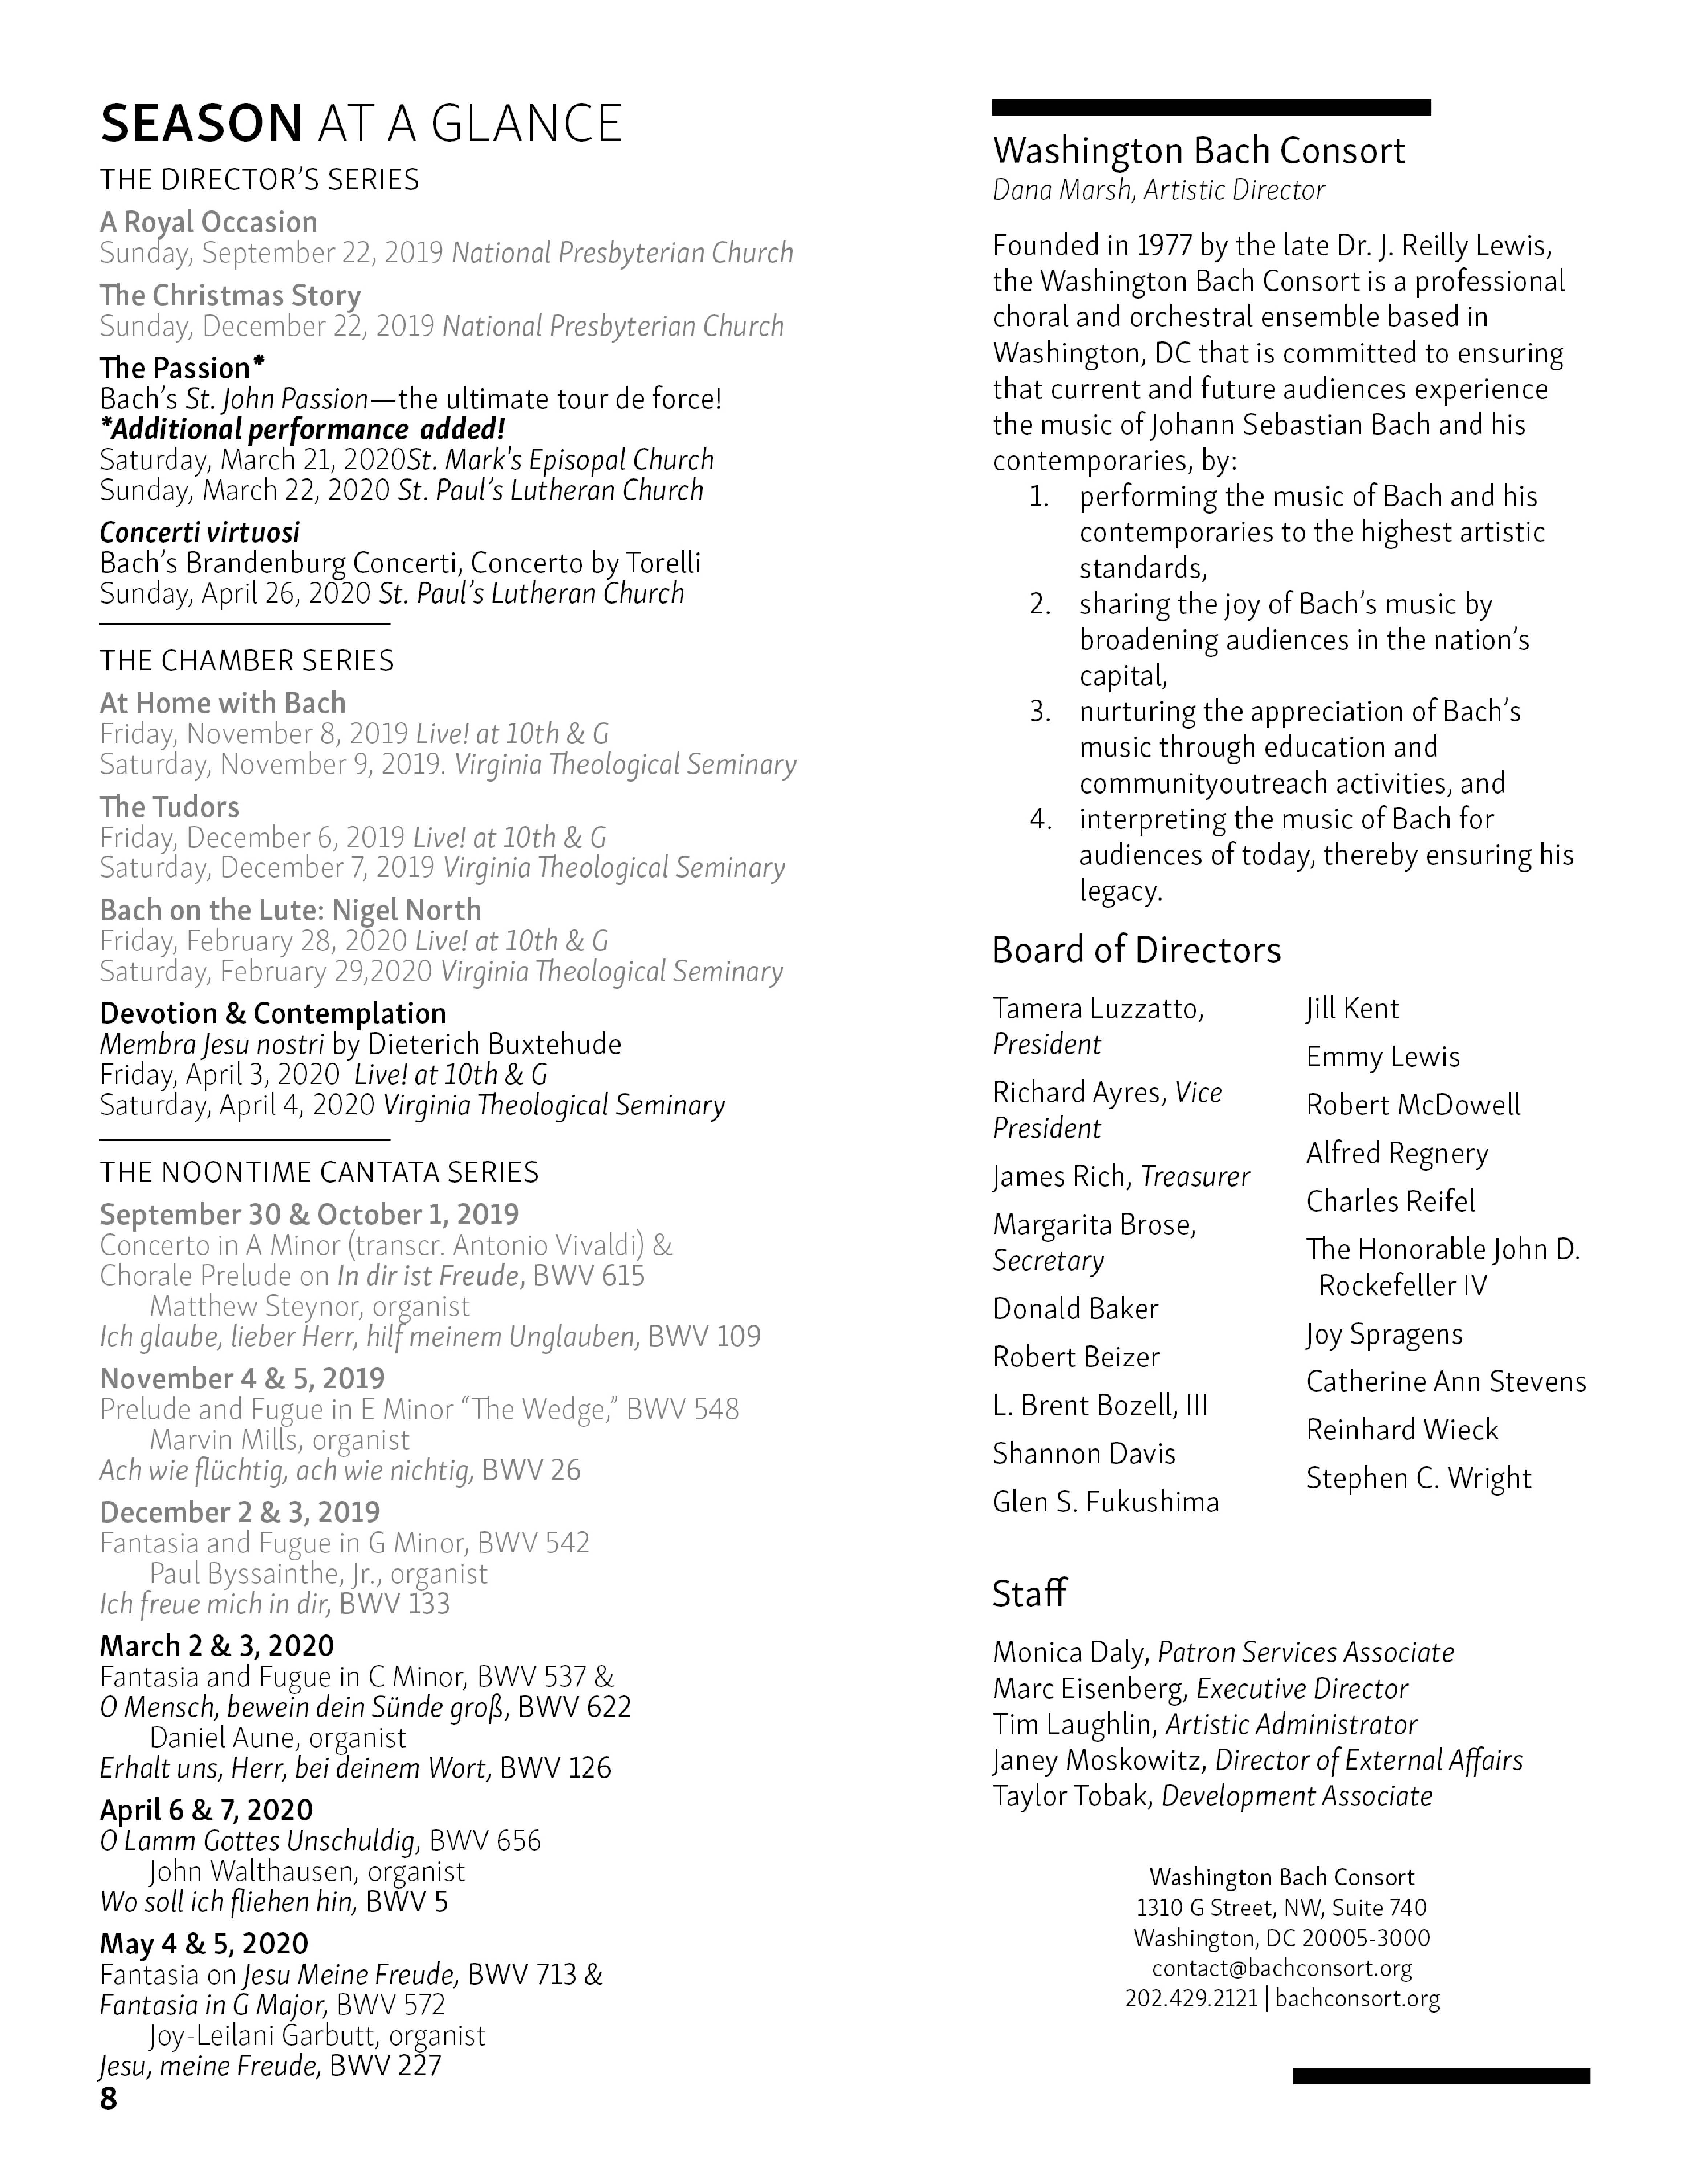 SEASON AT A GLANCE
THE DIRECTOR’S SERIES
A Royal Occasion
Sunday, September 22, 2019 National Presbyterian Church
The Christmas Story
Sunday, December 22, 2019 National Presbyterian Church
The Passion*
Bach’s St. John Passion—the ultimate tour de force!
*Additional performance added!
Saturday, March 21, 2020St. Mark's Episopal Church
Sunday, March 22, 2020 St. Paul’s Lutheran Church
Concerti virtuosi
Bach’s Brandenburg Concerti, Concerto by Torelli
Sunday, April 26, 2020 St. Paul’s Lutheran Church
THE CHAMBER SERIES
At Home with Bach
Friday, November 8, 2019 Live! at 10th & G
Saturday, November 9, 2019. Virginia Theological Seminary
The Tudors
Friday, December 6, 2019 Live! at 10th & G
Saturday, December 7, 2019 Virginia Theological Seminary
Bach on the Lute: Nigel North
Friday, February 28, 2020 Live! at 10th & G
Saturday, February 29,2020 Virginia Theological Seminary
Devotion & Contemplation
Membra Jesu nostri by Dieterich Buxtehude
Friday, April 3, 2020 Live! at 10th & G
Saturday, April 4, 2020 Virginia Theological Seminary
THE NOONTIME CANTATA SERIES
September 30 & October 1, 2019
Concerto in A Minor (transcr. Antonio Vivaldi) &
Chorale Prelude on In dir ist Freude, BWV 615
Matthew Steynor, organist
Ich glaube, lieber Herr, hilf meinem Unglauben, BWV 109
November 4 & 5, 2019
Prelude and Fugue in E Minor “The Wedge,” BWV 548
Marvin Mills, organist
Ach wie flüchtig, ach wie nichtig, BWV 26
December 2 & 3, 2019
Fantasia and Fugue in G Minor, BWV 542
Paul Byssainthe, Jr., organist
Ich freue mich in dir, BWV 133
March 2 & 3, 2020
Fantasia and Fugue in C Minor, BWV 537 &
O Mensch, bewein dein Sünde groß, BWV 622
Daniel Aune, organist
Erhalt uns, Herr, bei deinem Wort, BWV 126
April 6 & 7, 2020
O Lamm Gottes Unschuldig, BWV 656
John Walthausen, organist
Wo soll ich fliehen hin, BWV 5
May 4 & 5, 2020
Fantasia on Jesu Meine Freude, BWV 713 &
Fantasia in G Major, BWV 572
Joy-Leilani Garbutt, organist
Jesu, meine Freude, BWV 227
8
Washington Bach Consort
Dana Marsh, Artistic Director
Founded in 1977 by the late Dr. J. Reilly Lewis,
the Washington Bach Consort is a professional
choral and orchestral ensemble based in
Washington, DC that is committed to ensuring
that current and future audiences experience
the music of Johann Sebastian Bach and his
contemporaries, by:
1. performing the music of Bach and his
contemporaries to the highest artistic
standards,
2. sharing the joy of Bach’s music by
broadening audiences in the nation’s
capital,
3. nurturing the appreciation of Bach’s
music through education and
communityoutreach activities, and
4. interpreting the music of Bach for
audiences of today, thereby ensuring his
legacy.
Board of Directors
Tamera Luzzatto,
President
Richard Ayres, Vice
President
James Rich, Treasurer
Margarita Brose,
Secretary
Donald Baker
Robert Beizer
L. Brent Bozell, III
Shannon Davis
Glen S. Fukushima
Jill Kent
Emmy Lewis
Robert McDowell
Alfred Regnery
Charles Reifel
The Honorable John D.
Rockefeller IV
Joy Spragens
Catherine Ann Stevens
Reinhard Wieck
Stephen C. Wright
Staff
Monica Daly, Patron Services Associate
Marc Eisenberg, Executive Director
Tim Laughlin, Artistic Administrator
Janey Moskowitz, Director of External Affairs
Taylor Tobak, Development Associate
Washington Bach Consort
1310 G Street, NW, Suite 740
Washington, DC 20005-3000
contact@bachconsort.org
202.429.2121 | bachconsort.org